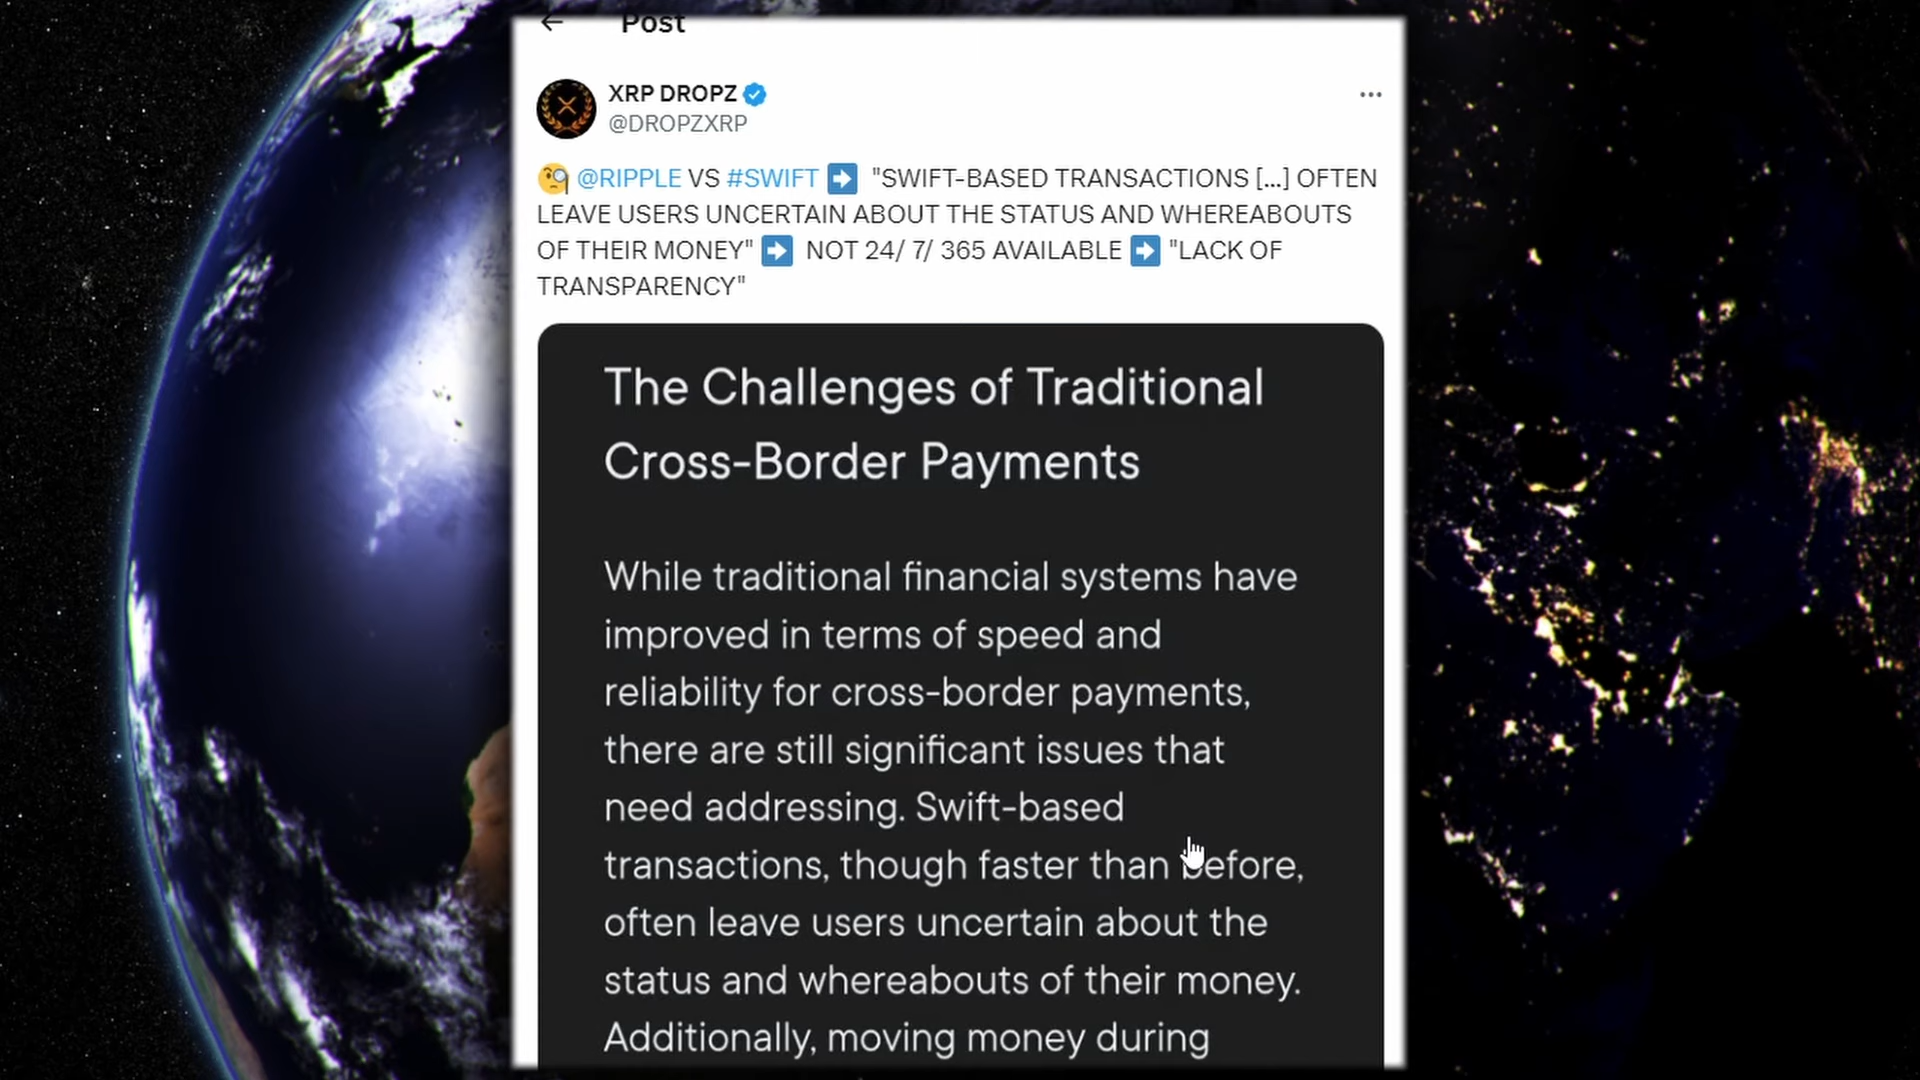 Post
XRP DROPZ
@DROPZXRP
@RIPPLE VS #SWIFT ➡️ "SWIFT-BASED TRANSACTIONS [...] OFTEN
LEAVE USERS UNCERTAIN ABOUT THE STATUS AND WHEREABOUTS
OF THEIR MONEY" ➡️ NOT 24/ 7/ 365 AVAILABLE ➡️ "LACK OF
TRANSPARENCY"
The Challenges of Traditional
Cross-Border Payments
While traditional financial systems have
improved in terms of speed and
reliability for cross-border payments,
there are still significant issues that
need addressing. Swift-based
transactions, though faster than before,
often leave users uncertain about the
status and whereabouts of their money.
Additionally, moving money during